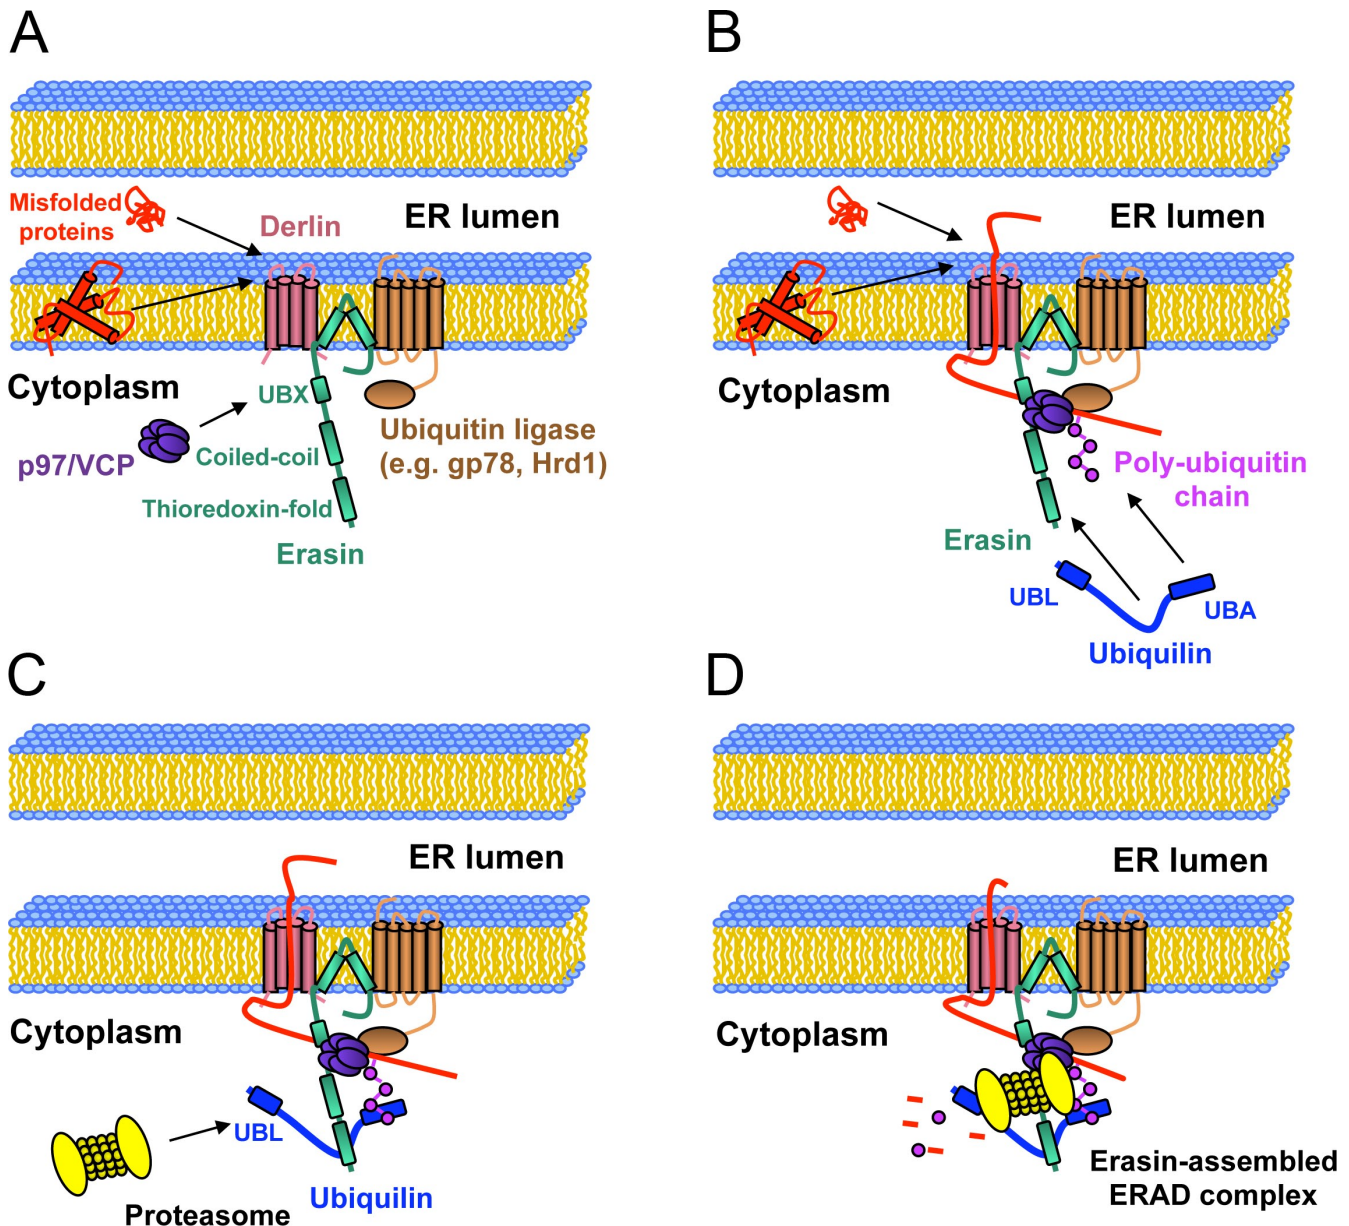 A
Misfolded
proteins
Derlin
ER lumen
Cytoplasm
UBX
p97/VCP
Coiled-coil
Ubiquitin ligase
(e.g. gp78, Hrd1)
Thioredoxin-fold
Erasin
B
ER lumen
Cytoplasm
Poly-ubiquitin
chain
Erasin
UBL
UBA
Ubiquilin
C
ER lumen
Cytoplasm
UBL
Ubiquilin
Proteasome
D
ER lumen
Cytoplasm
Erasin-assembled
ERAD complex